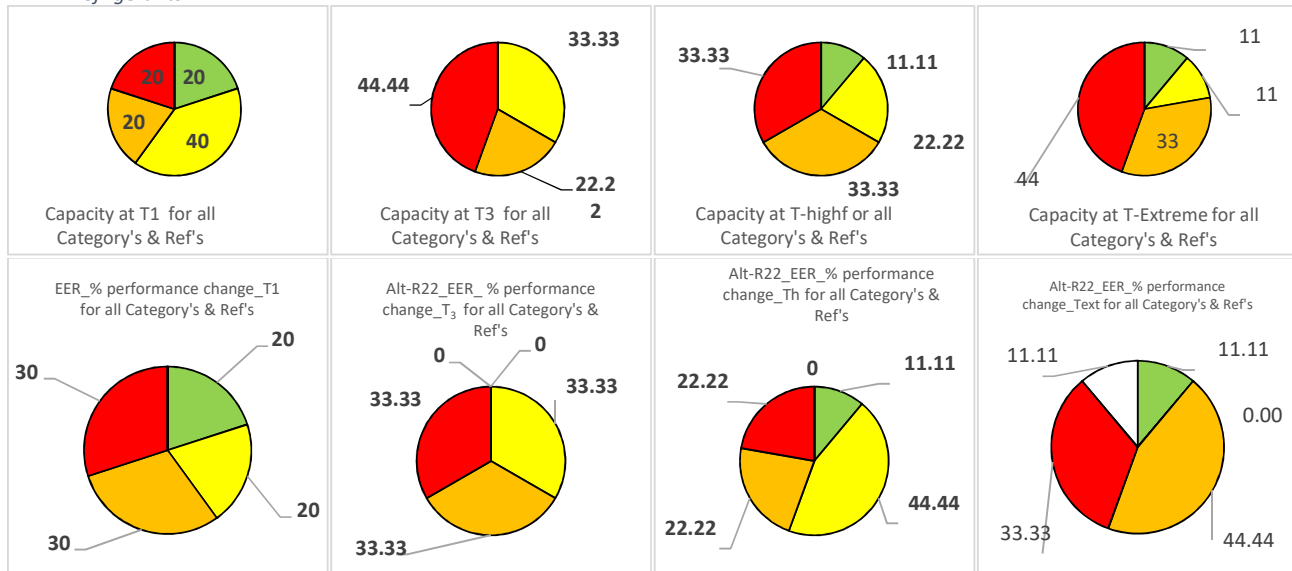 20
20
20
40
Capacity at T1 for all
Category's & Ref's
33.33
44.44
22.2
2
Capacity at T3 for all
Category's & Ref's
33.33
11.11
22.22
33.33
Capacity at T-highf or all
Category's & Ref's
11
11
33
44
Capacity at T-Extreme for all
Category's & Ref's
EER_% performance change_T1
for all Category's & Ref's
20
30
20
30
Alt-R22_EER_ % performance
change_T₃ for all Category's &
Ref's
0
0
33.33
33.33
33.33
Alt-R22_EER_% performance
change_Th for all Category's &
Ref's
0
11.11
22.22
44.44
22.22
Alt-R22_EER_% performance
change_Text for all Category's & Ref's
11.11
11.11
0.00
33.33
44.44